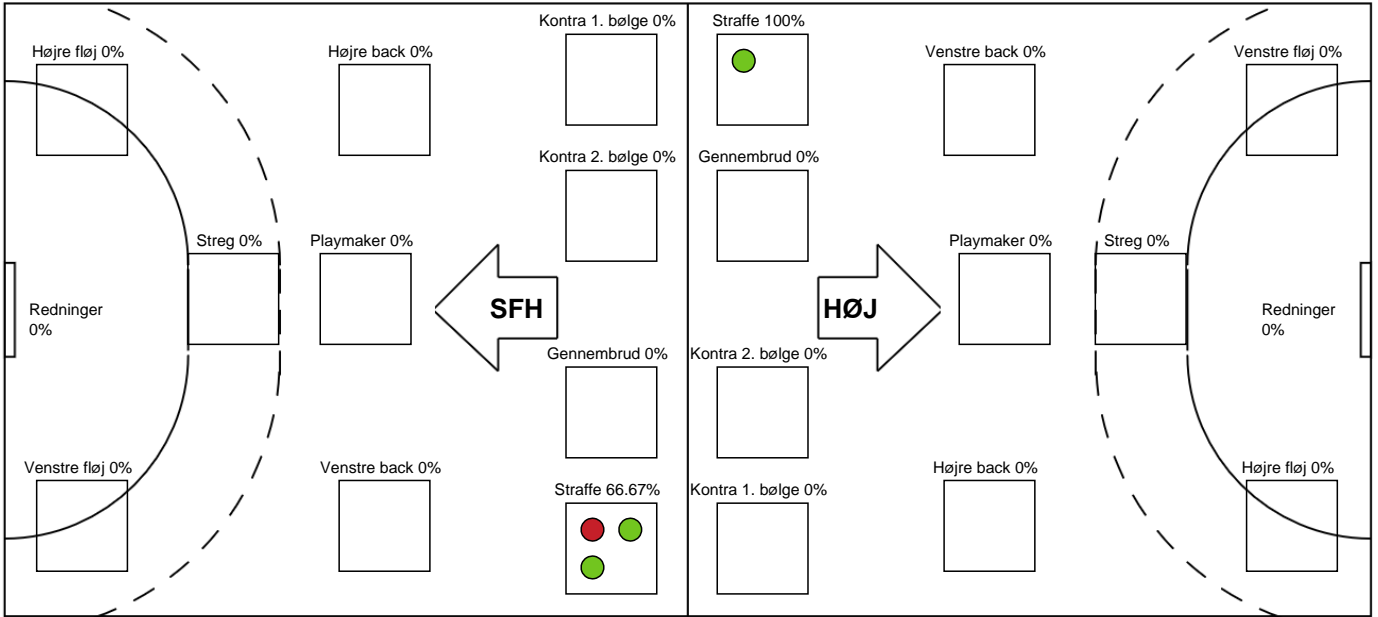 Kontra 1. bølge 0%
Straffe 100%
Højre fløj 0%
Højre back 0%
Venstre back 0%
Venstre fløj 0%
Kontra 2. bølge 0%
Gennembrud 0%
Streg 0%
Playmaker 0%
Playmaker 0%
Streg 0%
Redninger
0%
SFH
HØJ
Redninger
0%
Gennembrud 0%
Kontra 2. bølge 0%
Venstre fløj 0%
Venstre back 0%
Højre back 0%
Højre fløj 0%
Straffe 66.67%
Kontra 1. bølge 0%